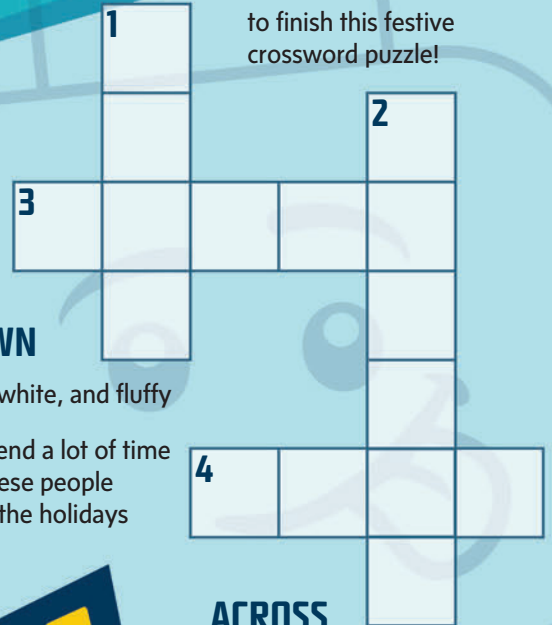 1
to finish this festive
crossword puzzle!
2
3
WN
white, and fluffy
end a lot of time
ese people
the holidays
4
ACROSS